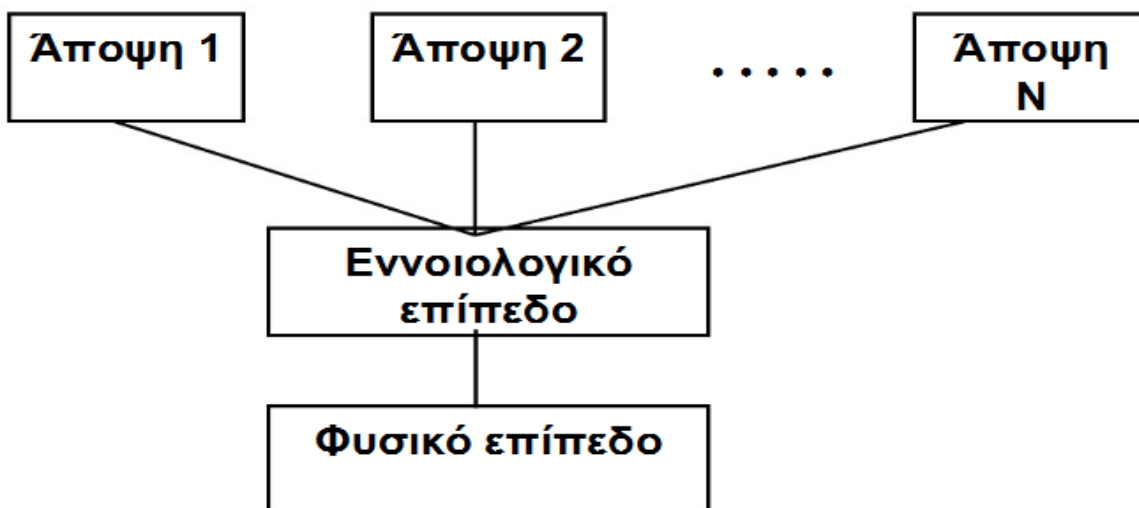 Άποψη 1
Άποψη 2
.....
Άποψη
N
Εννοιολογικό
επίπεδο
Φυσικό επίπεδο